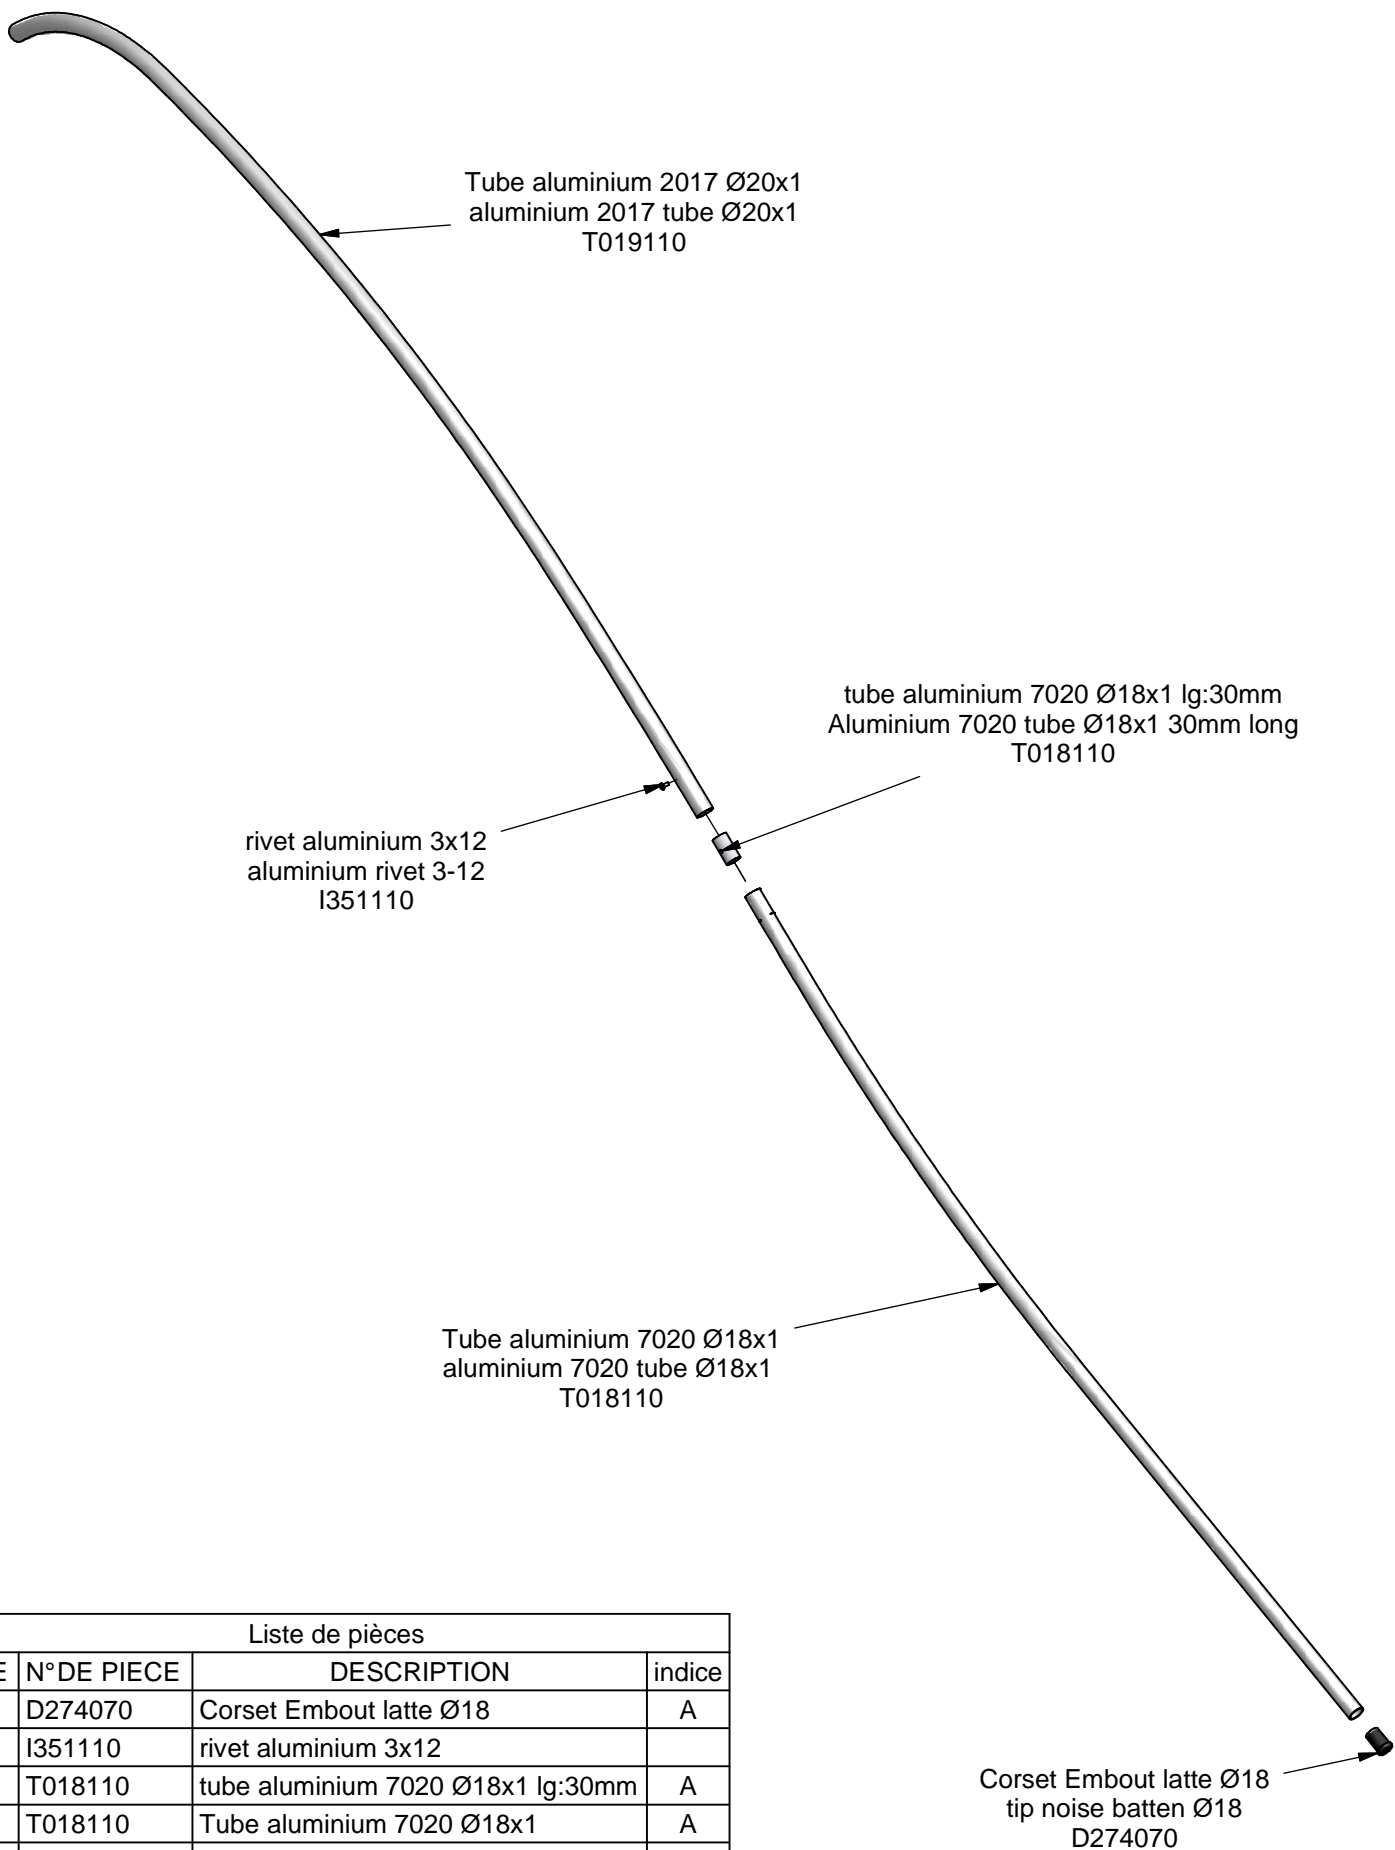 Tube aluminium 2017 Ø20x1
aluminium 2017 tube Ø20x1
T019110
tube aluminium 7020 Ø18x1 lg:30mm
Aluminium 7020 tube Ø18x1 30mm long
T018110
rivet aluminium 3x12
aluminium rivet 3-12
I351110
Tube aluminium 7020 Ø18x1
aluminium 7020 tube Ø18x1
T018110
Liste de pièces
E N°DE PIECE DESCRIPTION indice
D274070 Corset Embout latte Ø18 A
I351110 rivet aluminium 3x12
T018110 tube aluminium 7020 Ø18x1 lg:30mm A
T018110 Tube aluminium 7020 Ø18x1 A
Corset Embout latte Ø18
tip noise batten Ø18
D274070